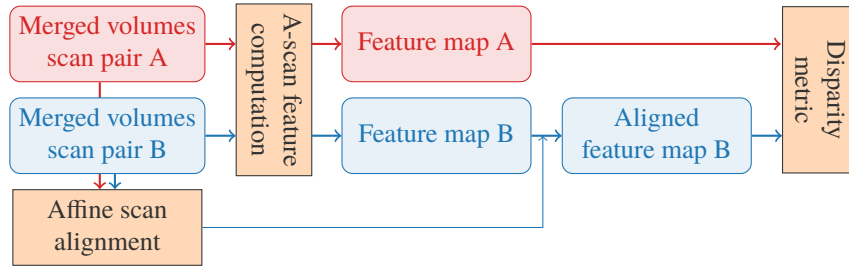 Merged volumes
scan pair A
A-scan feature
computation
Feature map A
Disparity
metric
Merged volumes
scan pair B
Feature map B
Aligned
feature map B
Affine scan
alignment